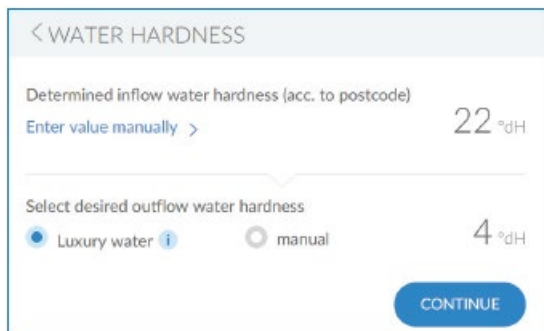 < WATER HARDNESS
Determined inflow water hardness (acc. to postcode)
Enter value manually >
22 °dH
Select desired outflow water hardness
Luxury water i manual
4 °dH
CONTINUE